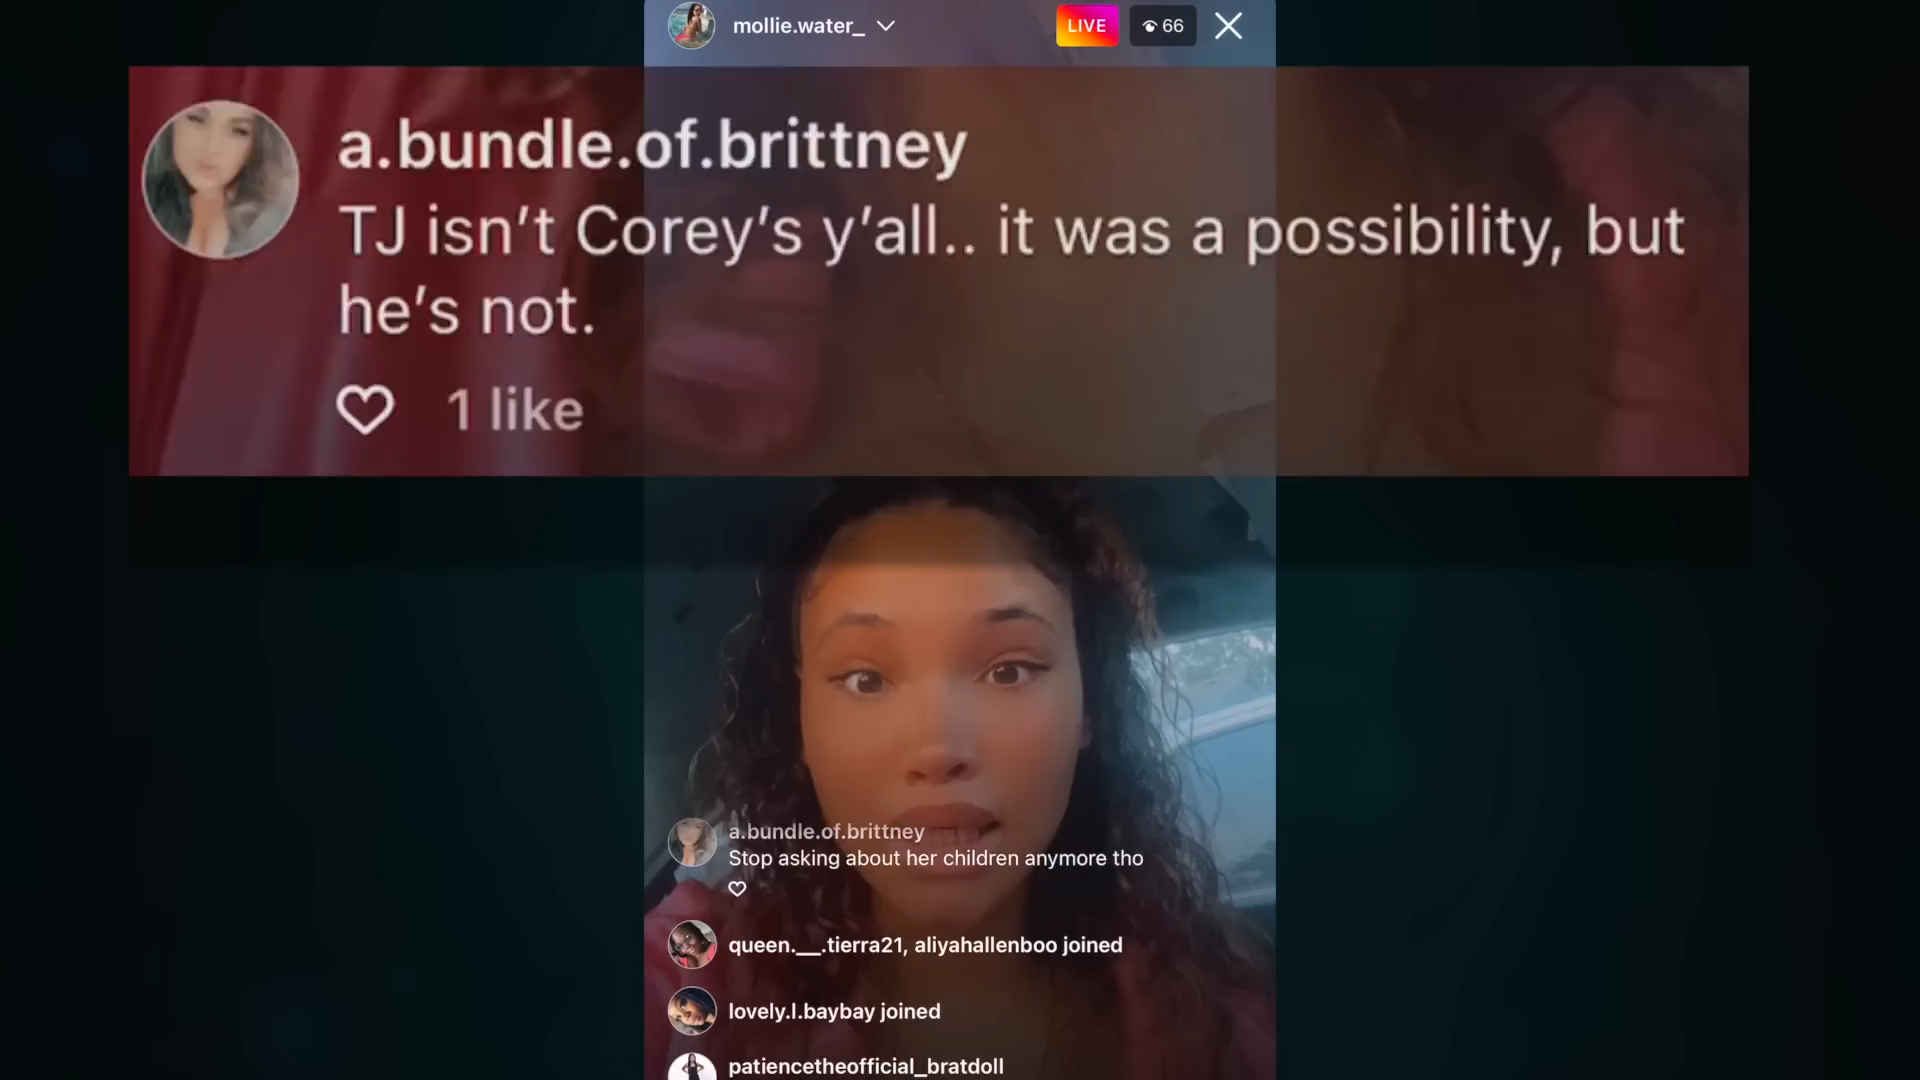 mollie.water_
LIVE
66
a.bundle.of.brittney
TJ isn't Corey's y'all.. it was a possibility, but
he's not.
1 like
a.bundle.of.brittney
Stop asking about her children anymore tho
queen.__.tierra21, aliyahallenboo joined
lovely.l.baybay joined
patiencetheofficial_bratdoll